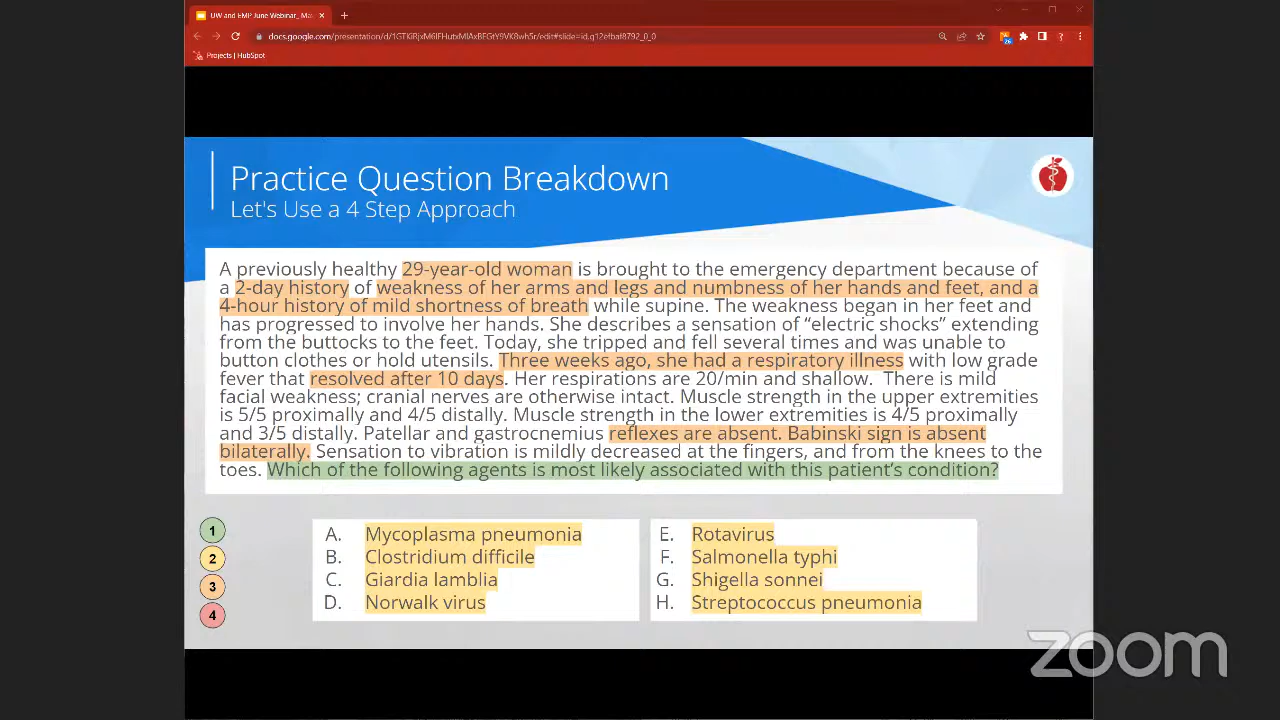 UW and EMP June Webinar_ Ma
Projects | HubSpot
Practice Question Breakdown
Let's Use a 4 Step Approach
A previously healthy 29-year-old woman is brought to the emergency department because of
a 2-day history of weakness of her arms and legs and numbness of her hands and feet, and a
4-hour history of mild shortness of breath while supine. The weakness began in her feet and
has progressed to involve her hands. She describes a sensation of “electric shocks” extending
from the buttocks to the feet. Today, she tripped and fell several times and was unable to
button clothes or hold utensils. Three weeks ago, she had a respiratory illness with low grade
fever that resolved after 10 days. Her respirations are 20/min and shallow. There is mild
facial weakness; cranial nerves are otherwise intact. Muscle strength in the upper extremities
is 5/5 proximally and 4/5 distally. Muscle strength in the lower extremities is 4/5 proximally
and 3/5 distally. Patellar and gastrocnemius reflexes are absent. Babinski sign is absent
bilaterally. Sensation to vibration is mildly decreased at the fingers, and from the knees to the
toes. Which of the following agents is most likely associated with this patient’s condition?
1
2
3
4
A. Mycoplasma pneumonia
B. Clostridium difficile
C. Giardia lamblia
D. Norwalk virus
E. Rotavirus
F. Salmonella typhi
G. Shigella sonnei
H. Streptococcus pneumonia
zoom